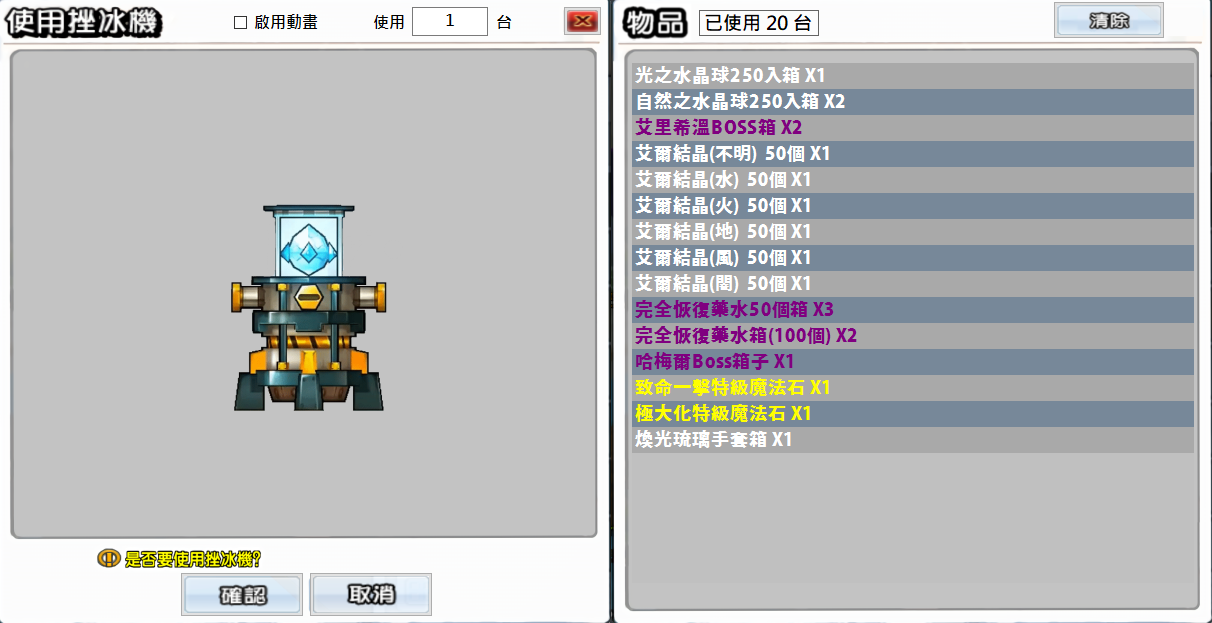 使用挫冰機
啟用動畫
使用 1 台
物品
已使用 20 台
清除
光之水晶球250入箱 X1
自然之水晶球250入箱 X2
艾里希溫BOSS箱 X2
艾爾結晶(不明) 50個 X1
艾爾結晶(水) 50個 X1
艾爾結晶(火) 50個 X1
艾爾結晶(地) 50個 X1
艾爾結晶(風) 50個 X1
艾爾結晶(闇) 50個 X1
完全恢復藥水50個箱 X3
完全恢復藥水箱(100個) X2
哈梅爾Boss箱子 X1
致命一擊特級魔法石 X1
極大化特級魔法石 X1
煥光琉璃手套箱 X1
是否要使用挫冰機?
確認
取消